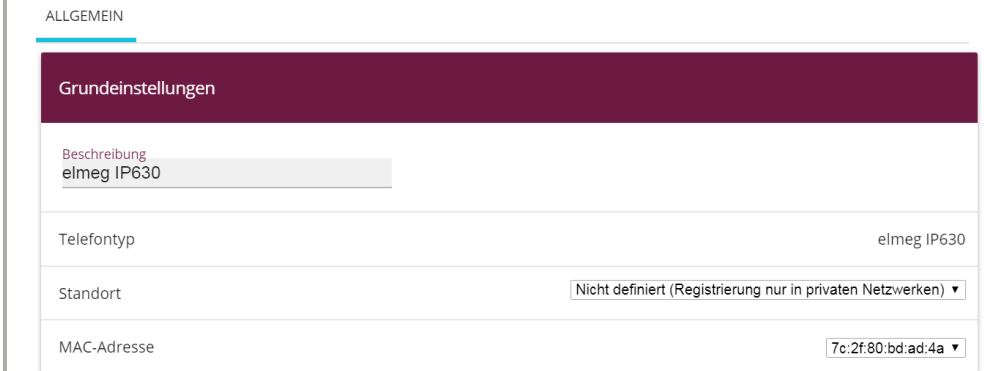 ALLGEMEIN
Grundeinstellungen
Beschreibung
elmeg IP630
Telefontyp
elmeg IP630
Standort
Nicht definiert (Registrierung nur in privaten Netzwerken)
MAC-Adresse
7c:2f:80:bd:ad:4a